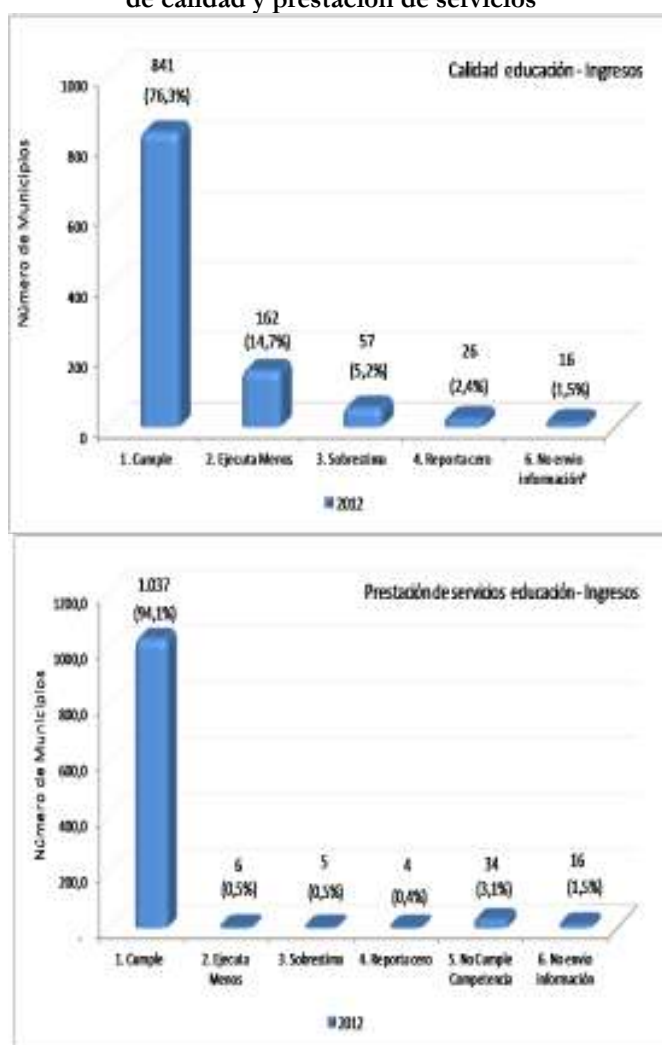 de calidad y prestación de servicios
Calidad educación - Ingresos
Número de Municipios
1000
800
600
400
200
0
841
(76,3%)
162
(14,7%)
57
(5,2%)
26
(2,4%)
16
(1,5%)
1. Cumple
2. Ejecuta Menos
3. Sobrestima
4. Reporta cero
6. No envio
información*
2012
Prestación de servicios educación - Ingresos
Número de Municipios
1200,0
1000,0
800,0
600,0
400,0
200,0
-
1.037
(94,1%)
6
(0,5%)
5
(0,5%)
4
(0,4%)
34
(3,1%)
16
(1,5%)
1. Cumple
2. Ejecuta
Menos
3. Sobrestima
4. Reporta cero
5. No Cumple
Competencia
6. No envio
información
2012